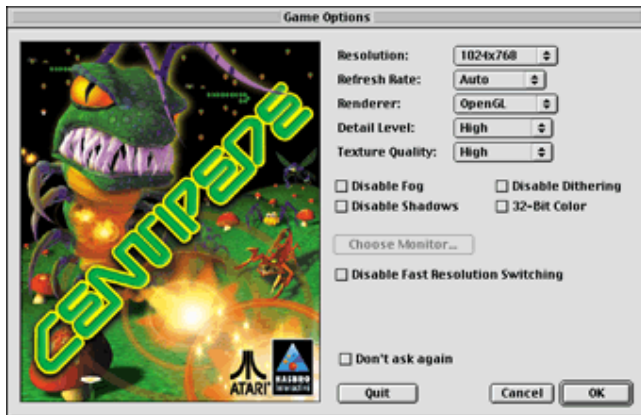 Game Options
Resolution: 1024x768
Refresh Rate: Auto
Renderer: OpenGL
Detail Level: High
Texture Quality: High
Disable Fog Disable Dithering
Disable Shadows 32-Bit Color
Choose Monitor...
Disable Fast Resolution Switching
CENTIPEDE
ATARI
HASBRO
Interactive
Don't ask again
Quit Cancel OK